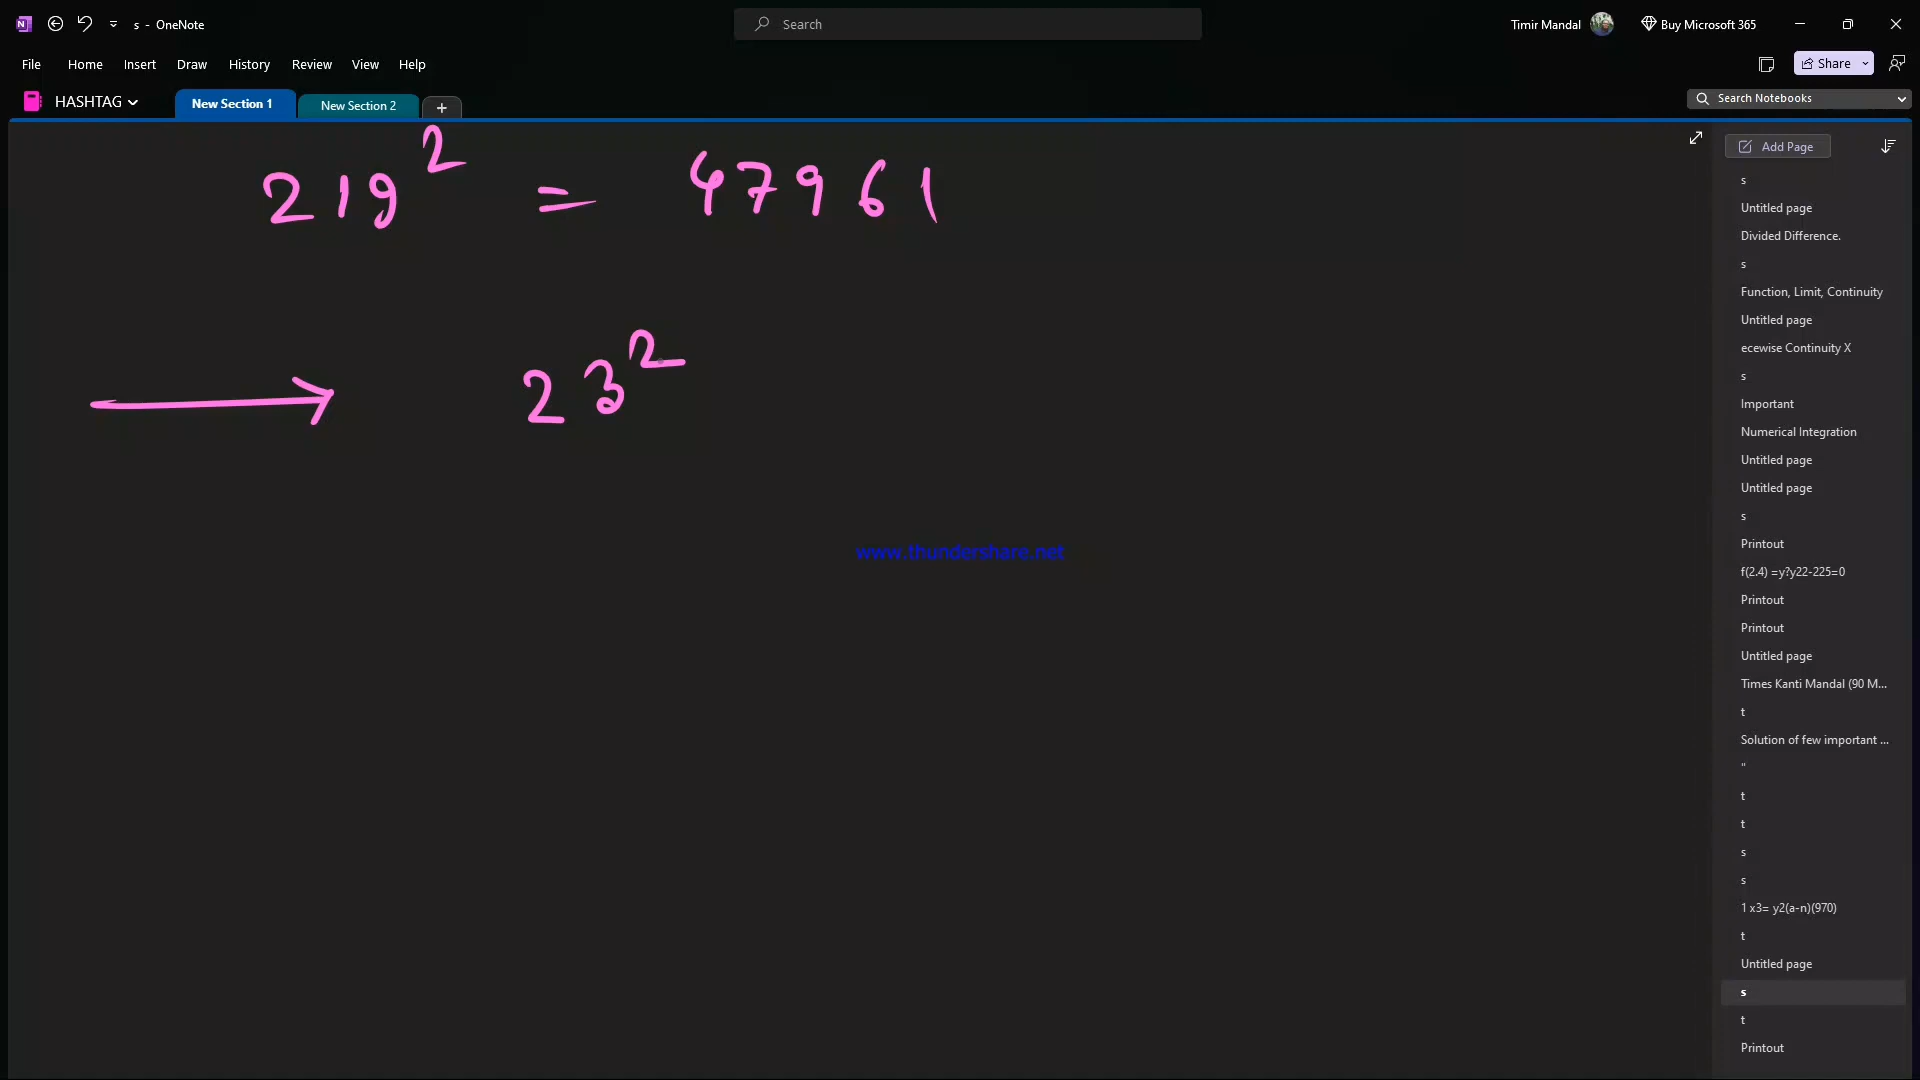 s - OneNote
Search
Timir Mandal
Buy Microsoft 365
File Home Insert Draw History Review View Help
Share
HASHTAG
New Section 1
New Section 2
+
Search Notebooks
219² = 47961
23²
www.thundershare.net
Add Page
s
Untitled page
Divided Difference.
s
Function, Limit, Continuity
Untitled page
ecewise Continuity X
s
Important
Numerical Integration
Untitled page
Untitled page
s
Printout
f(2.4) =y?y22-225=0
Printout
Printout
Untitled page
Times Kanti Mandal (90 M...
t
Solution of few important ...
"
t
t
s
s
1 x3= y2(a-n)(970)
t
Untitled page
s
t
Printout